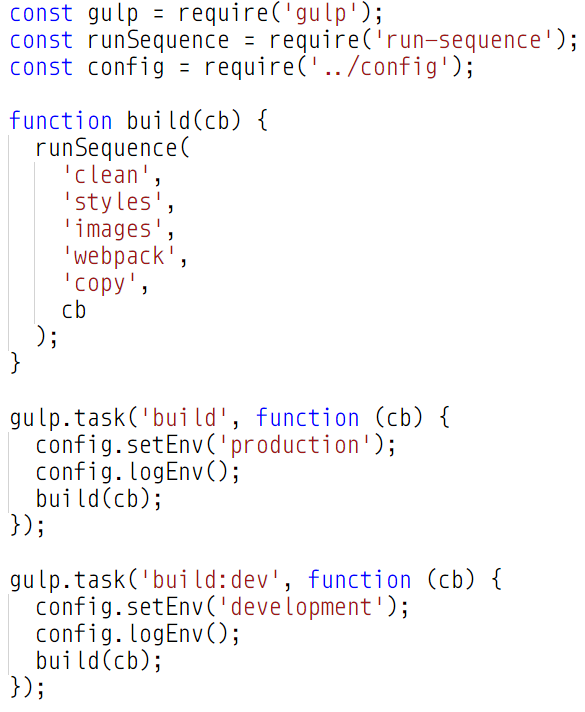 const gulp = require('gulp');
const runSequence = require('run-sequence');
const config = require('../config');

function build(cb) {
  runSequence(
    'clean',
    'styles',
    'images',
    'webpack',
    'copy',
    cb
  );
}

gulp.task('build', function (cb) {
  config.setEnv('production');
  config.logEnv();
  build(cb);
});

gulp.task('build:dev', function (cb) {
  config.setEnv('development');
  config.logEnv();
  build(cb);
});